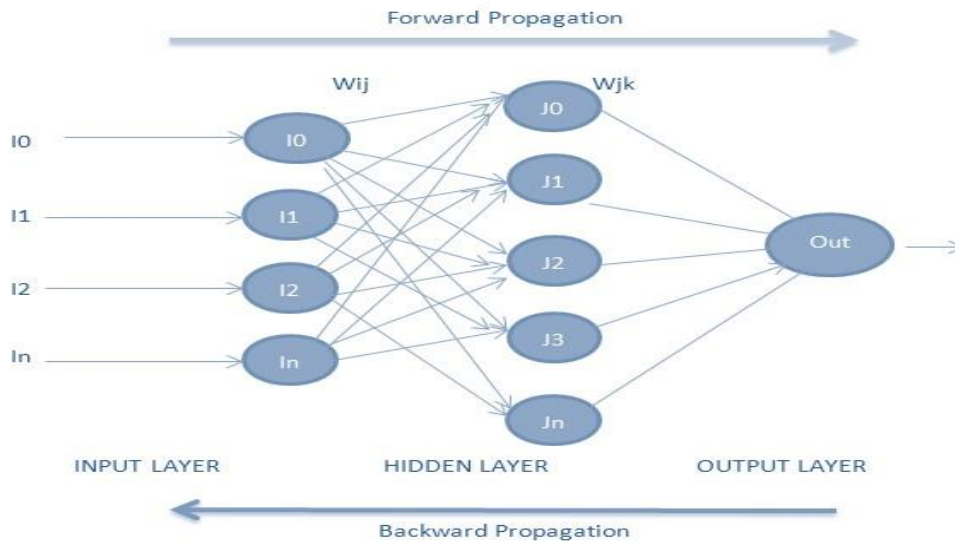 Forward Propagation
Wij Wjk
J0
I0 I0
J1
I1 I1
Out
I2 I2 J2
J3
In In
Jn
INPUT LAYER HIDDEN LAYER OUTPUT LAYER
Backward Propagation